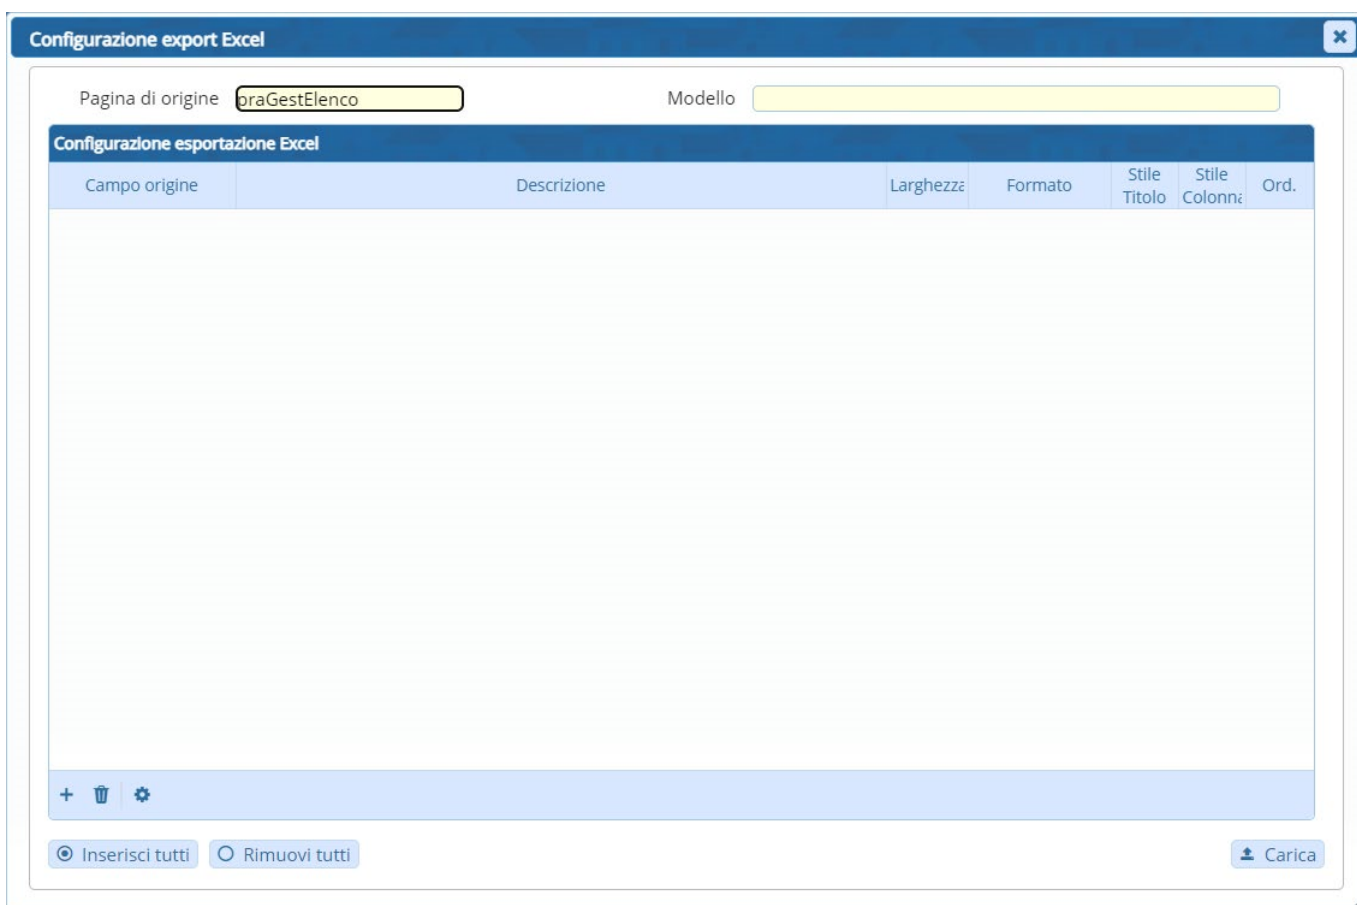 Configurazione export Excel
Pagina di origine praGestElenco Modello
Configurazione esportazione Excel
Campo origine Descrizione Larghezza Formato Stile Titolo Stile Colonna Ord.
Inserisci tutti Rimuovi tutti Carica